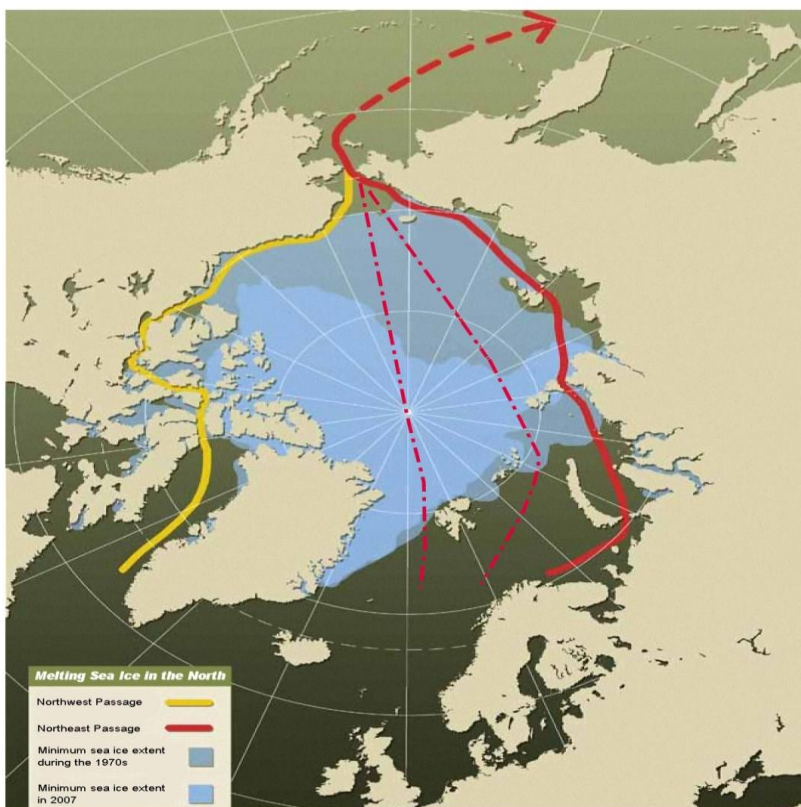 Melting Sea Ice in the North
Northwest Passage
Northeast Passage
Minimum sea ice extent
during the 1970s
Minimum sea ice extent
in 2007